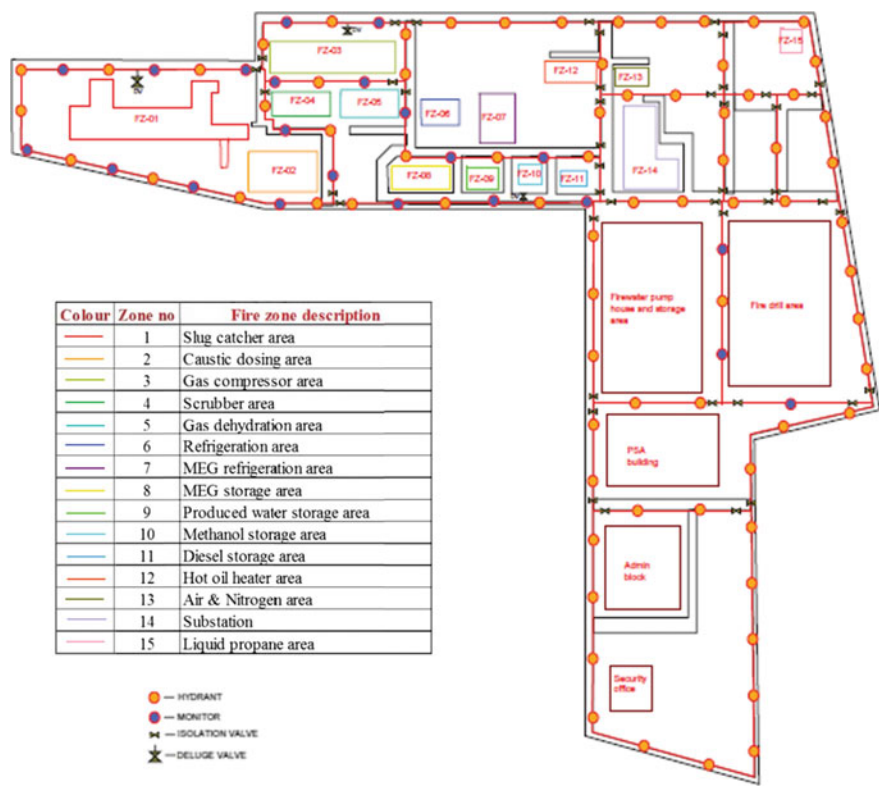 DV
FZ-03
FZ-15
FZ-12
FZ-13
DV
FZ-04
FZ-05
FZ-06
FZ-07
FZ-01
FZ-02
FZ-08
FZ-09
FZ-10
FZ-11
FZ-14
DV
Firewater pump
house and storage
area
Fire drill area
Colour Zone no Fire zone description
1 Slug catcher area
2 Caustic dosing area
3 Gas compressor area
4 Scrubber area
5 Gas dehydration area
6 Refrigeration area
7 MEG refrigeration area
8 MEG storage area
9 Produced water storage area
10 Methanol storage area
11 Diesel storage area
12 Hot oil heater area
13 Air & Nitrogen area
14 Substation
15 Liquid propane area
PSA
building
Admin
block
Security
office
HYDRANT
MONITOR
ISOLATION VALVE
DELUGE VALVE